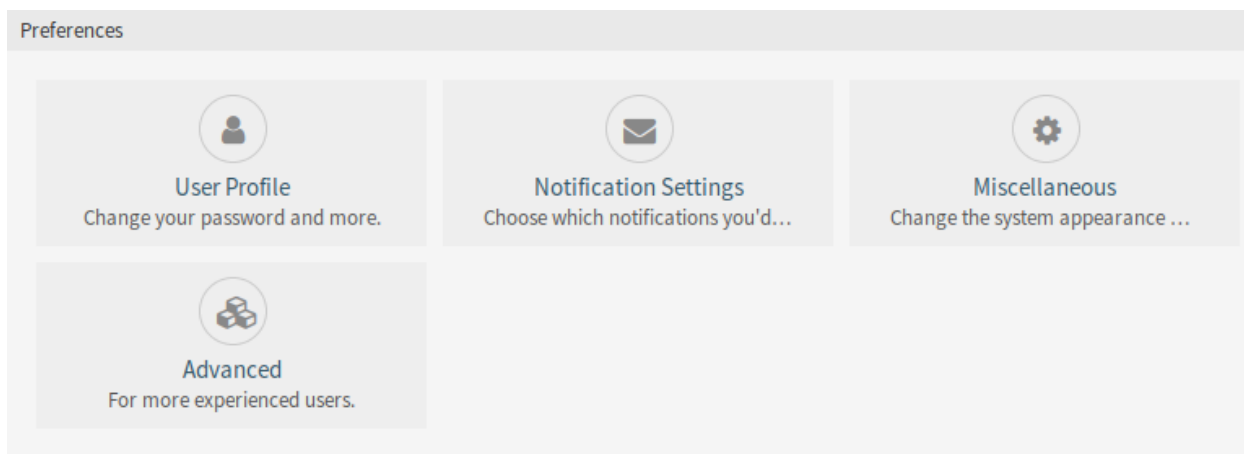 Preferences
User Profile
Change your password and more.
Notification Settings
Choose which notifications you'd…
Miscellaneous
Change the system appearance …
Advanced
For more experienced users.